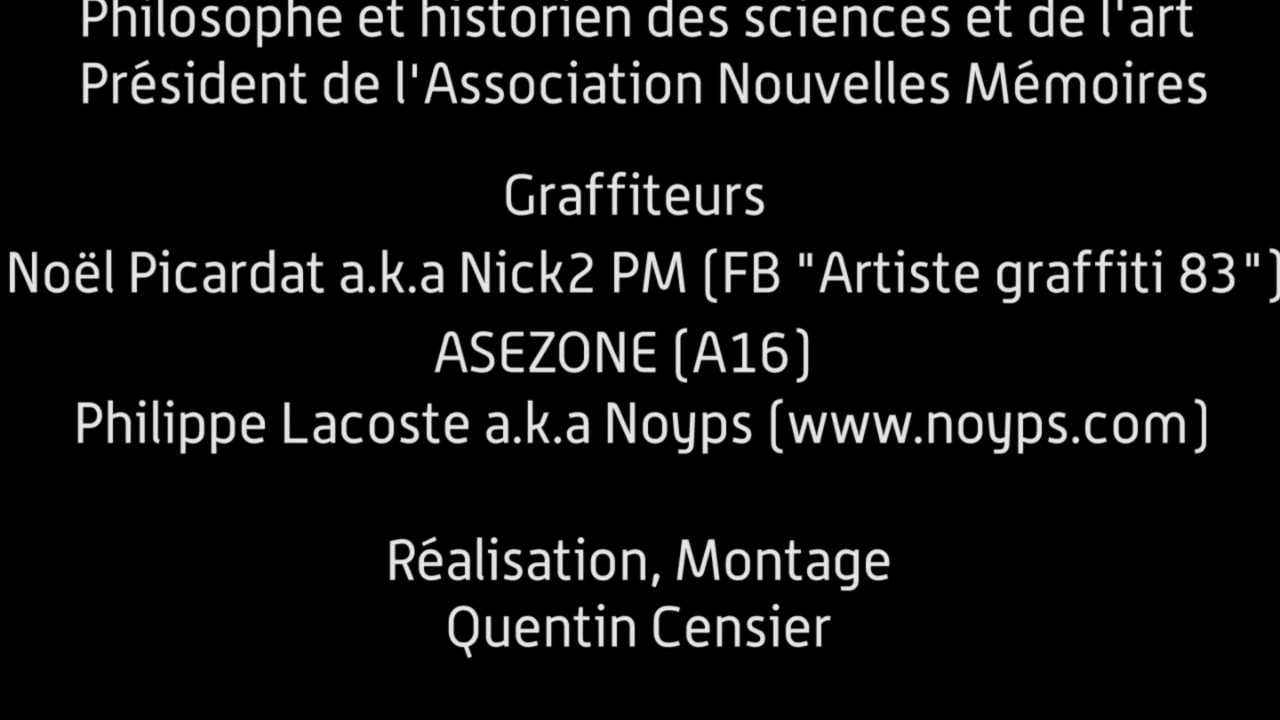 Philosophe et historien des sciences et de l'art
Président de l'Association Nouvelles Mémoires
Graffiteurs
Noël Picardat a.k.a Nick2 PM (FB "Artiste graffiti 83")
ASEZONE (A16)
Philippe Lacoste a.k.a Noyps (www.noyps.com)
Réalisation, Montage
Quentin Censier